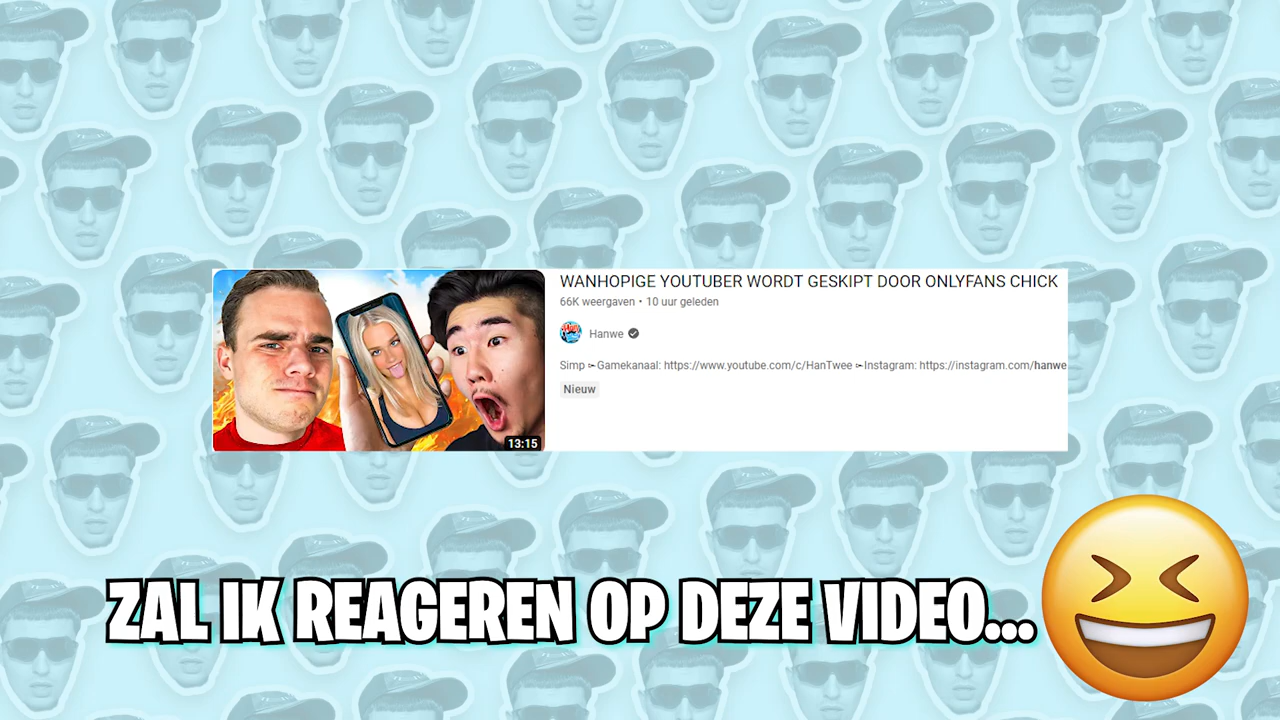 WANHOPIGE YOUTUBER WORDT GESKIPT DOOR ONLYFANS CHICK
66K weergaven • 10 uur geleden
Hanwe
Simp ➣Gamekanaal: https://www.youtube.com/c/HanTwee ➣Instagram: https://instagram.com/hanwe
Nieuw
13:15
ZAL IK REAGEREN OP DEZE VIDEO...